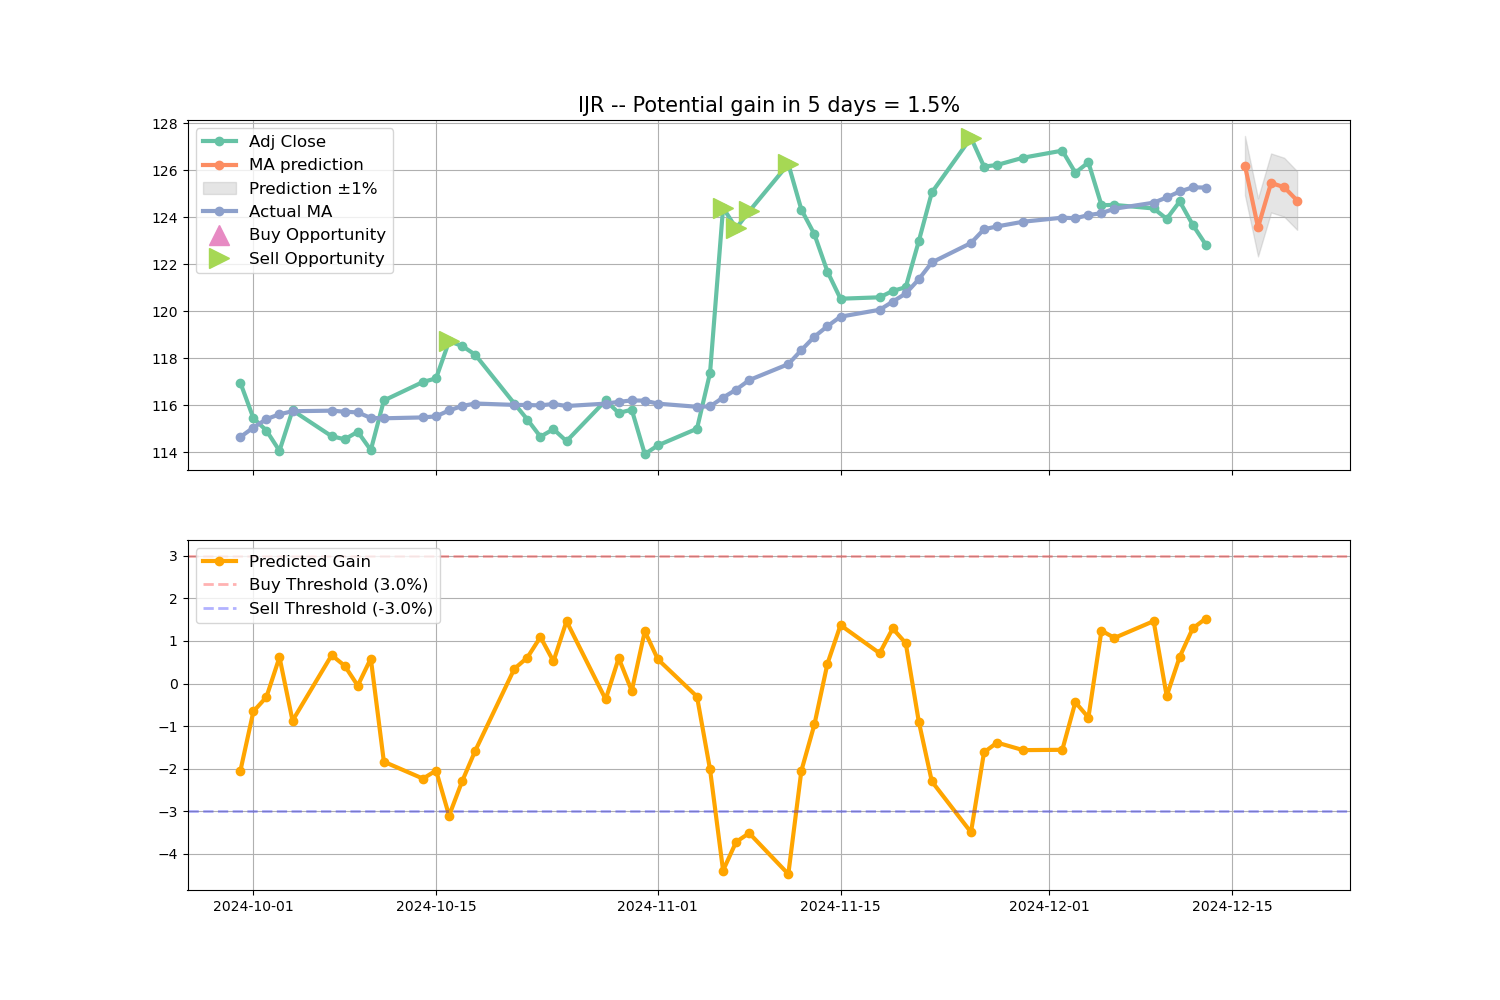 IJR -- Potential gain in 5 days = 1.5%
128
126
124
122
120
118
116
114
Adj Close
MA prediction
Prediction ±1%
Actual MA
Buy Opportunity
Sell Opportunity
3
2
1
0
−1
−2
−3
−4
Predicted Gain
Buy Threshold (3.0%)
Sell Threshold (-3.0%)
2024-10-01
2024-10-15
2024-11-01
2024-11-15
2024-12-01
2024-12-15